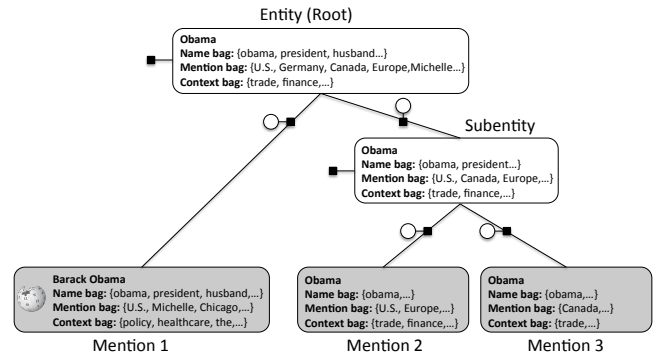 Entity (Root)
Obama
Name bag: {obama, president, husband...}
Mention bag: {U.S., Germany, Canada, Europe,Michelle...}
Context bag: {trade, finance,...}
Subentity
Obama
Name bag: {obama, president...}
Mention bag: {U.S., Canada, Europe,...}
Context bag: {trade, finance,...}
Barack Obama
Name bag: {obama, president, husband,...}
Mention bag: {U.S., Michelle, Chicago,...}
Context bag: {policy, healthcare, the,...}
Obama
Name bag: {obama,...}
Mention bag: {U.S., Europe,...}
Context bag: {trade, finance,...}
Obama
Name bag: {obama,...}
Mention bag: {Canada,...}
Context bag: {trade,...}
Mention 1
Mention 2
Mention 3